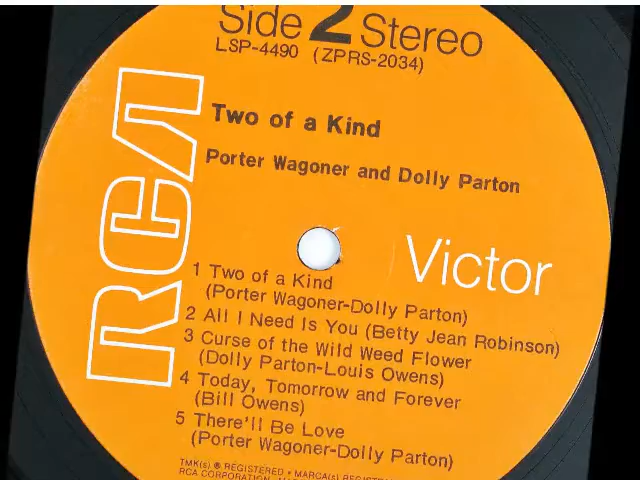 Side 2 Stereo
LSP-4490 (ZPRS-2034)
Two of a Kind
Porter Wagoner and Dolly Parton
RCA
Victor
1 Two of a Kind
(Porter Wagoner-Dolly Parton)
2 All I Need Is You (Betty Jean Robinson)
3 Curse of the Wild Weed Flower
(Dolly Parton-Louis Owens)
4 Today, Tomorrow and Forever
(Bill Owens)
5 There'll Be Love
(Porter Wagoner-Dolly Parton)
TMK(s) ® REGISTERED • MARCA(s)
RCA CORPORATION